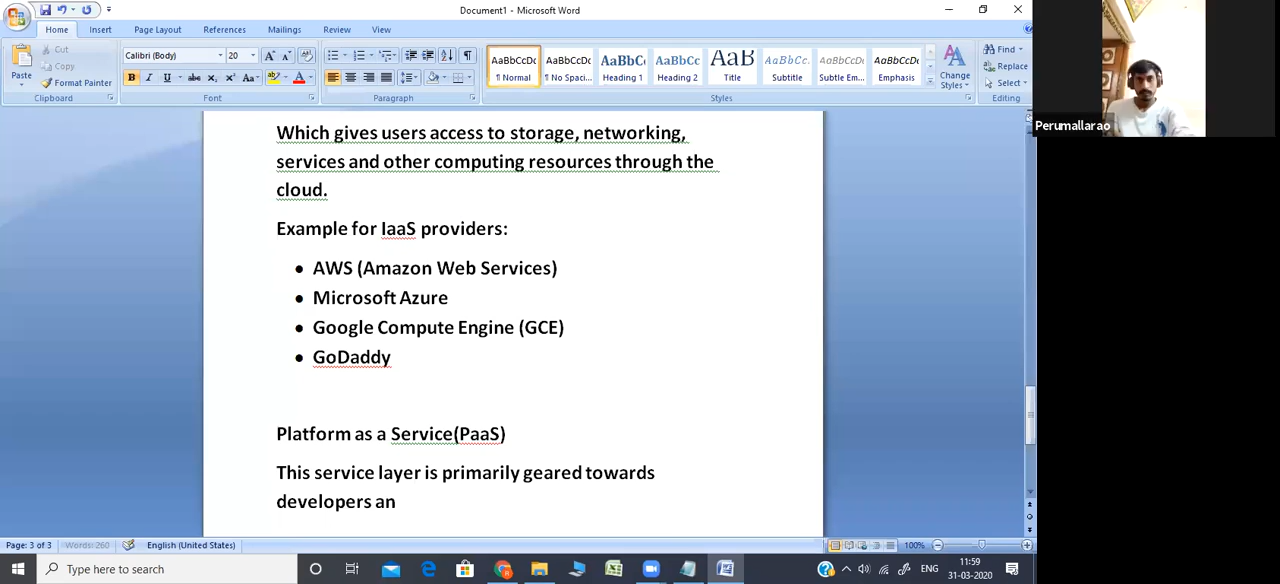 Document1 - Microsoft Word
Home Insert Page Layout References Mailings Review View
Paste
Cut
Copy
Format Painter
Clipboard
Calibri (Body) 20
Font
Paragraph
AaBbCcDc AaBbCcDc AaBbC AaBbCc AaB AaBbCc. AaBbCcDc AaBbCcDc
¶ Normal ¶ No Spaci... Heading 1 Heading 2 Title Subtitle Subtle Em... Emphasis
Change Styles
Styles
Find
Replace
Select
Editing
Perumallarao
Which gives users access to storage, networking,
services and other computing resources through the
cloud.
Example for IaaS providers:
• AWS (Amazon Web Services)
• Microsoft Azure
• Google Compute Engine (GCE)
• GoDaddy
Platform as a Service(PaaS)
This service layer is primarily geared towards
developers an
Page: 3 of 3 Words: 260 English (United States) 100%
Type here to search
ENG
11:59
31-03-2020